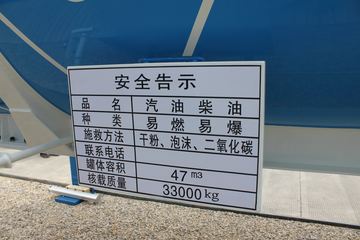 安全告示
品名 汽油柴油
种类 易燃易爆
施救方法 干粉、泡沫、二氧化碳
联系电话
罐体容积 47 m3
核载质量 33000kg